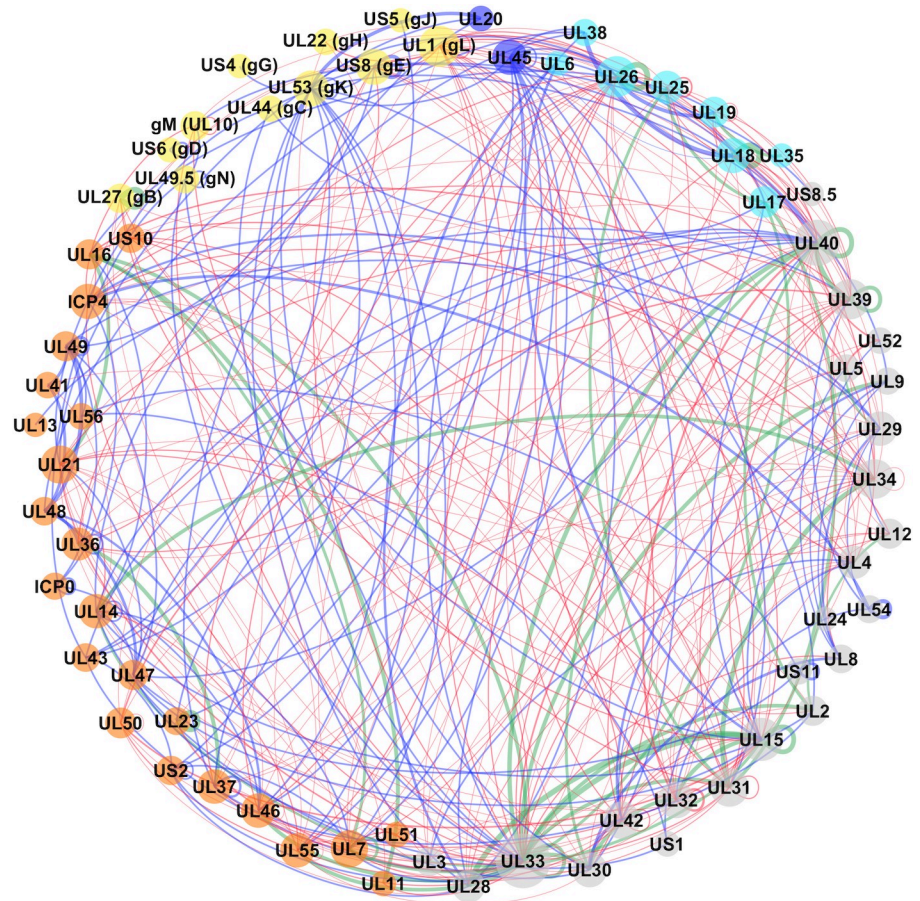 US5 (gJ)
UL20
UL22 (gH)
UL1 (gL)
UL38
US4 (gG)
US8 (gE)
UL45
UL6
UL53 (gK)
UL26
UL25
UL44 (gC)
UL19
gM (UL10)
US6 (gD)
UL18
UL35
UL49.5 (gN)
UL27 (gB)
UL17
US8.5
US10
UL16
UL40
ICP4
UL39
UL49
UL52
UL41
UL5
UL9
UL56
UL13
UL29
UL21
UL34
UL48
UL36
UL12
ICP0
UL4
UL14
UL24
UL54
UL43
UL47
UL8
US11
UL50
UL23
UL2
UL15
US2
UL37
UL31
UL46
UL32
UL42
UL51
US1
UL55
UL7
UL3
UL33
UL30
UL11
UL28